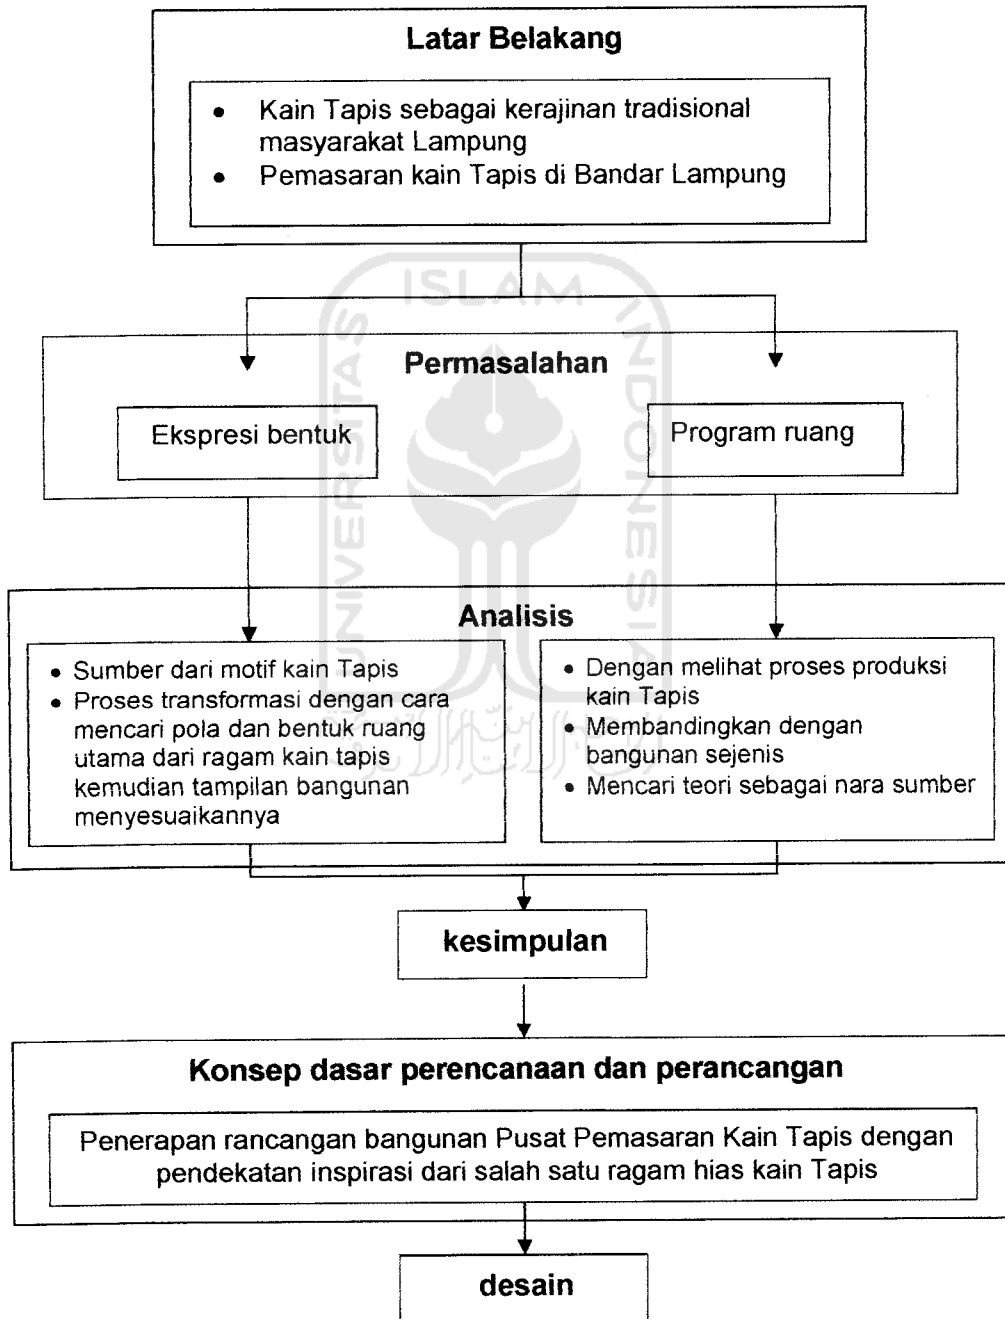 Latar Belakang
• Kain Tapis sebagai kerajinan tradisional
masyarakat Lampung
• Pemasaran kain Tapis di Bandar Lampung
UNIVERSITAS ISLAM INDONESIA
Permasalahan
Ekspresi bentuk
Program ruang
Analisis
• Sumber dari motif kain Tapis
• Proses transformasi dengan cara
mencari pola dan bentuk ruang
utama dari ragam kain tapis
kemudian tampilan bangunan
menyesuaikannya
• Dengan melihat proses produksi
kain Tapis
• Membandingkan dengan
bangunan sejenis
• Mencari teori sebagai nara sumber
kesimpulan
Konsep dasar perencanaan dan perancangan
Penerapan rancangan bangunan Pusat Pemasaran Kain Tapis dengan
pendekatan inspirasi dari salah satu ragam hias kain Tapis
desain